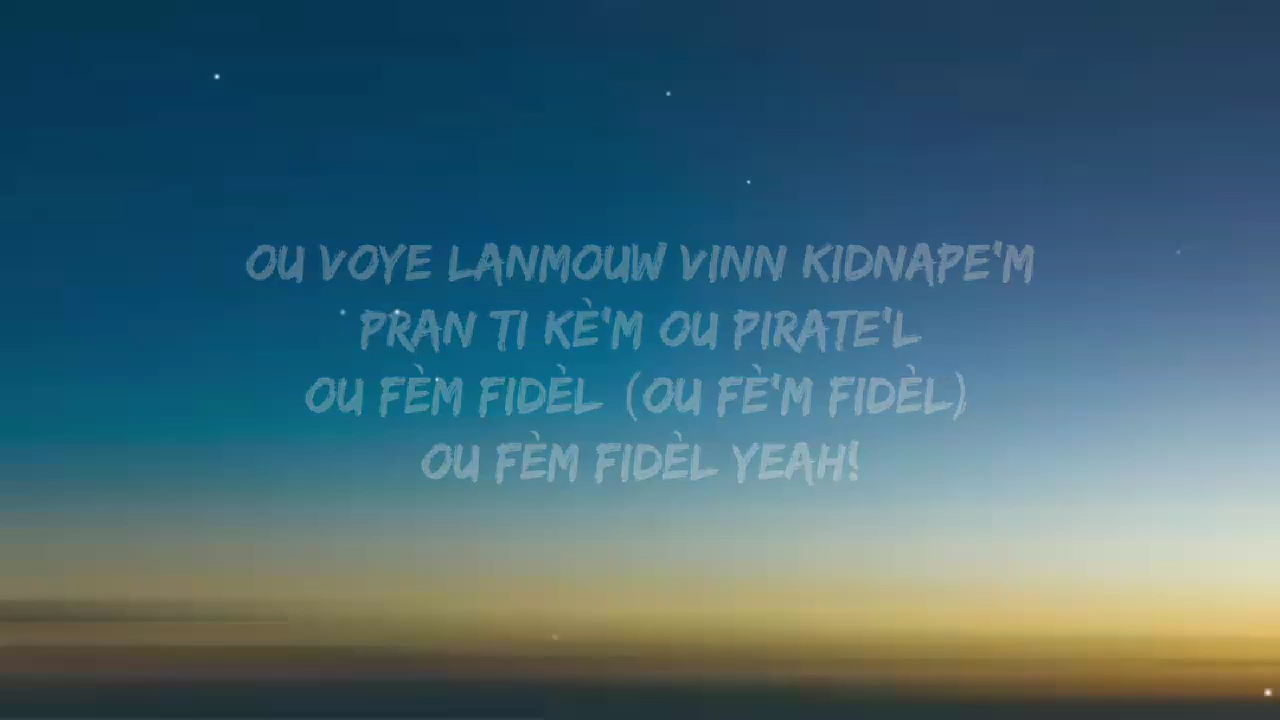 OU VOYE LANMOUW VINN KIDNAPE'M
PRAN TI KÈ'M OU PIRATE'L
OU FÈM FIDÈL (OU FÈ'M FIDÈL)
OU FÈM FIDÈL YEAH!